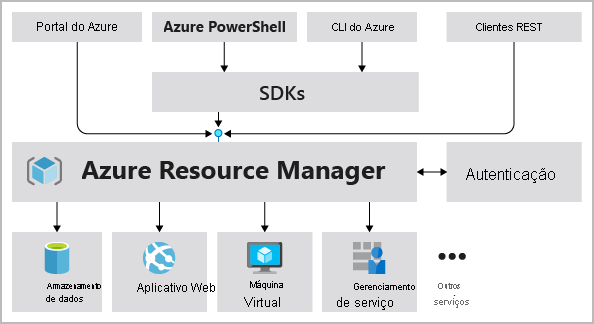 Portal do Azure
Azure PowerShell
CLI do Azure
Clientes REST
SDKs
Azure Resource Manager
Autenticação
Armazenamento
de dados
Aplicativo Web
Máquina
Virtual
Gerenciamento
de serviço
Outros
serviços